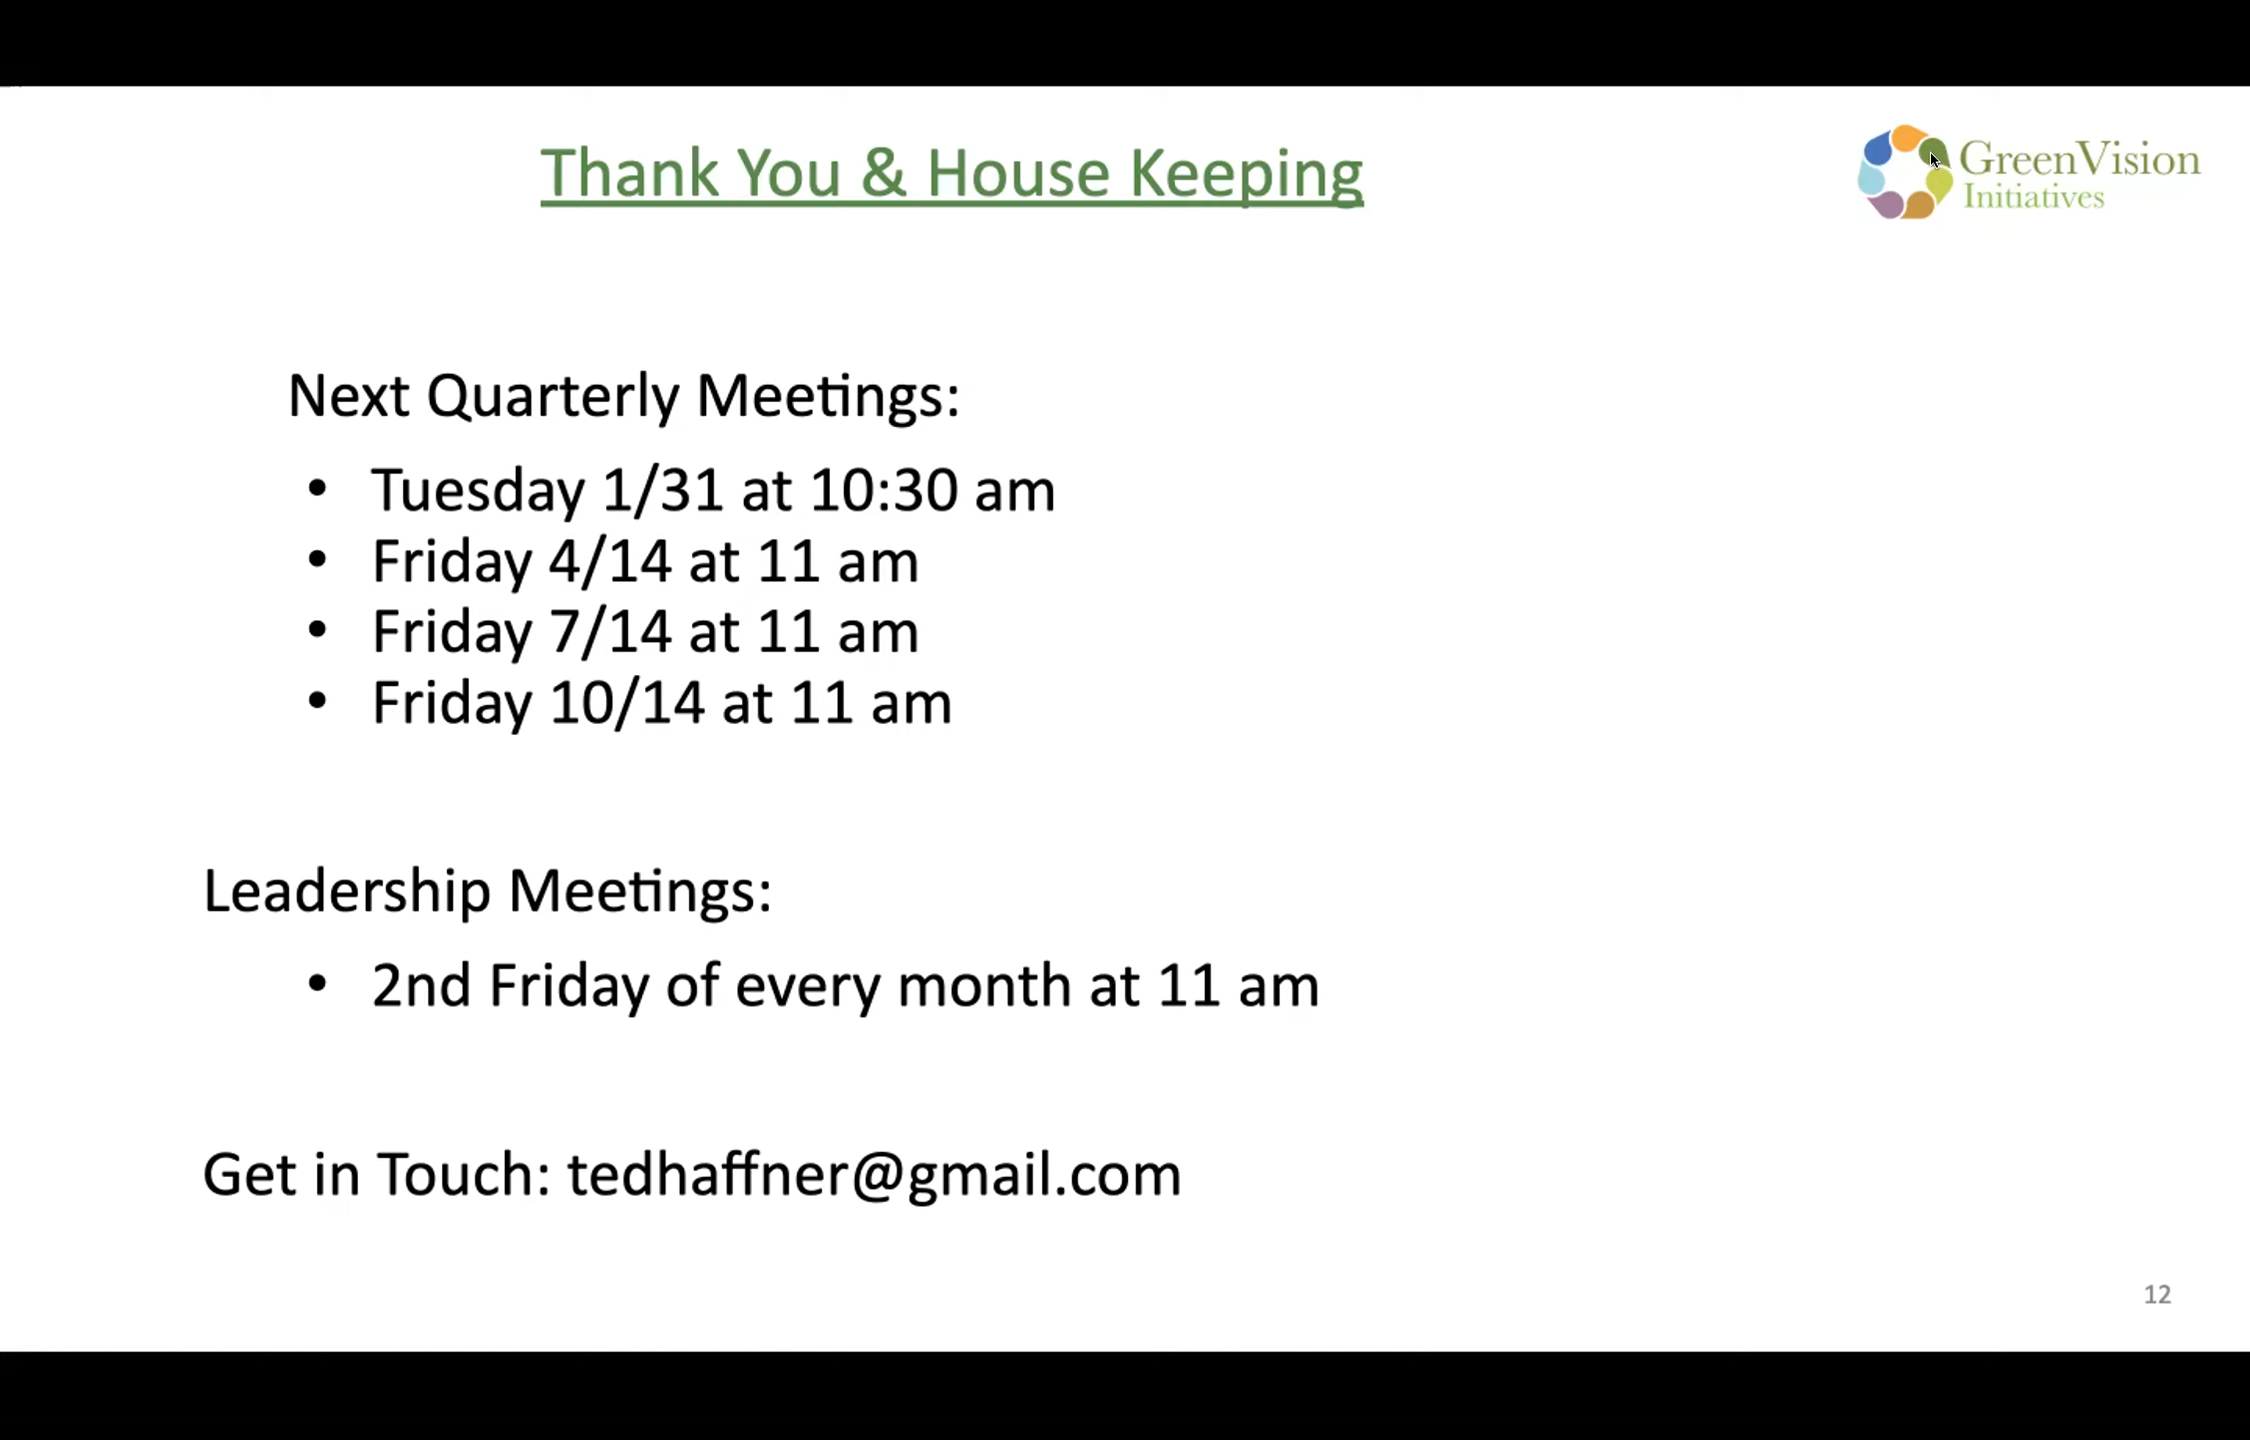 Thank You & House Keeping
GreenVision
Initiatives
Next Quarterly Meetings:
• Tuesday 1/31 at 10:30 am
• Friday 4/14 at 11 am
• Friday 7/14 at 11 am
• Friday 10/14 at 11 am
Leadership Meetings:
• 2nd Friday of every month at 11 am
Get in Touch: tedhaffner@gmail.com
12